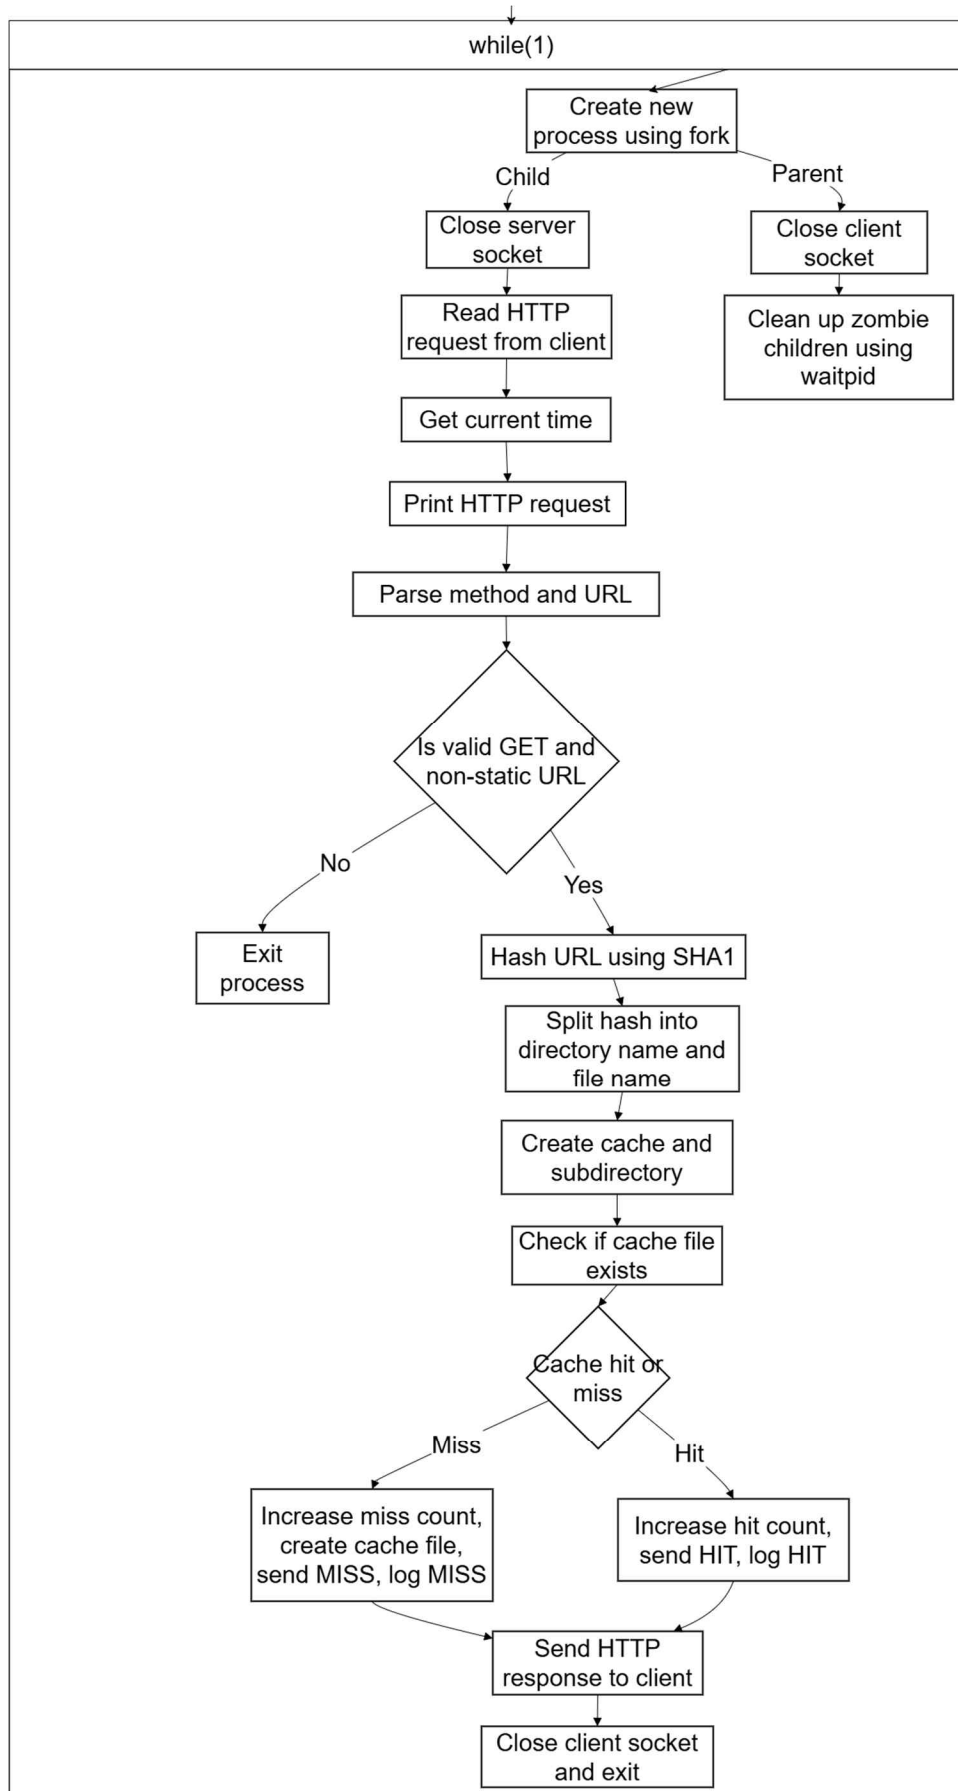 while(1)
Create new
process using fork
Child
Parent
Close server
socket
Close client
socket
Read HTTP
request from client
Clean up zombie
children using
waitpid
Get current time
Print HTTP request
Parse method and URL
Is valid GET and
non-static URL
No
Yes
Exit
process
Hash URL using SHA1
Split hash into
directory name and
file name
Create cache and
subdirectory
Check if cache file
exists
Cache hit or
miss
Miss
Hit
Increase miss count,
create cache file,
send MISS, log MISS
Increase hit count,
send HIT, log HIT
Send HTTP
response to client
Close client socket
and exit